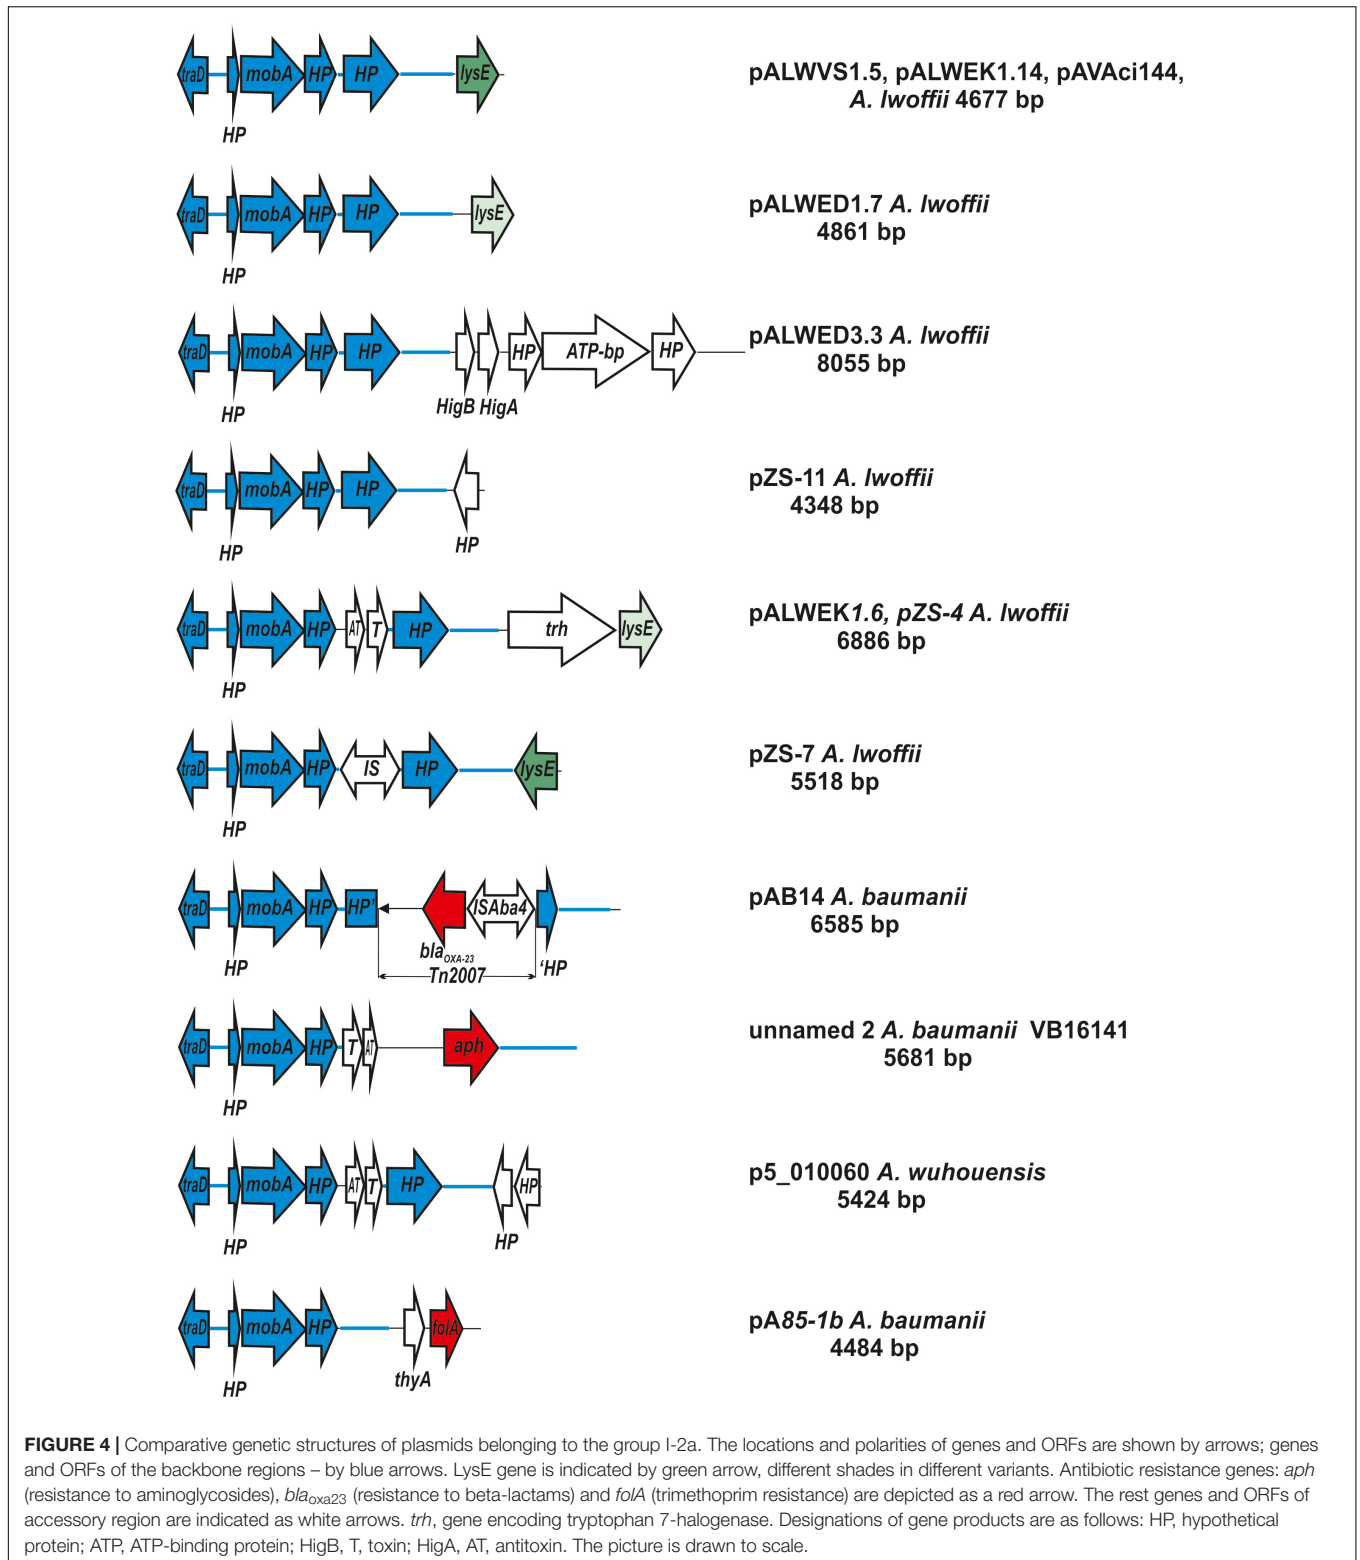 traD mobA HP HP lysE
HP
pALWVS1.5, pALWEK1.14, pAVAci144,
A. lwoffii 4677 bp
traD mobA HP HP lysE
HP
pALWED1.7 A. lwoffii
4861 bp
traD mobA HP HP HP ATP-bp HP
HP HigB HigA
pALWED3.3 A. lwoffii
8055 bp
traD mobA HP HP
HP HP
pZS-11 A. lwoffii
4348 bp
traD mobA HP AT T HP trh lysE
HP
pALWEK1.6, pZS-4 A. lwoffii
6886 bp
traD mobA HP IS HP lysE
HP
pZS-7 A. lwoffii
5518 bp
traD mobA HP HP' ISAba4
HP blaOXA-23 'HP
Tn2007
pAB14 A. baumanii
6585 bp
traD mobA HP T AT aph
HP
unnamed 2 A. baumanii VB16141
5681 bp
traD mobA HP AT T HP HP
HP HP
p5_010060 A. wuhouensis
5424 bp
traD mobA HP folA
HP thyA
pA85-1b A. baumanii
4484 bp
FIGURE 4 | Comparative genetic structures of plasmids belonging to the group I-2a. The locations and polarities of genes and ORFs are shown by arrows; genes
and ORFs of the backbone regions – by blue arrows. LysE gene is indicated by green arrow, different shades in different variants. Antibiotic resistance genes: aph
(resistance to aminoglycosides), blaoxa23 (resistance to beta-lactams) and folA (trimethoprim resistance) are depicted as a red arrow. The rest genes and ORFs of
accessory region are indicated as white arrows. trh, gene encoding tryptophan 7-halogenase. Designations of gene products are as follows: HP, hypothetical
protein; ATP, ATP-binding protein; HigB, T, toxin; HigA, AT, antitoxin. The picture is drawn to scale.